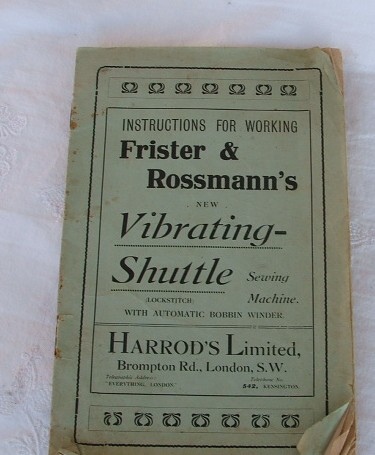 INSTRUCTIONS FOR WORKING
Frister &
Rossmann's
. NEW .
Vibrating-
Shuttle Sewing
(LOCKSTITCH) Machine.
WITH AUTOMATIC BOBBIN WINDER.
HARROD'S Limited,
Brompton Rd., London, S.W.
Telegraphic Address: Telephone No.
"EVERYTHING, LONDON." 542, KENSINGTON.